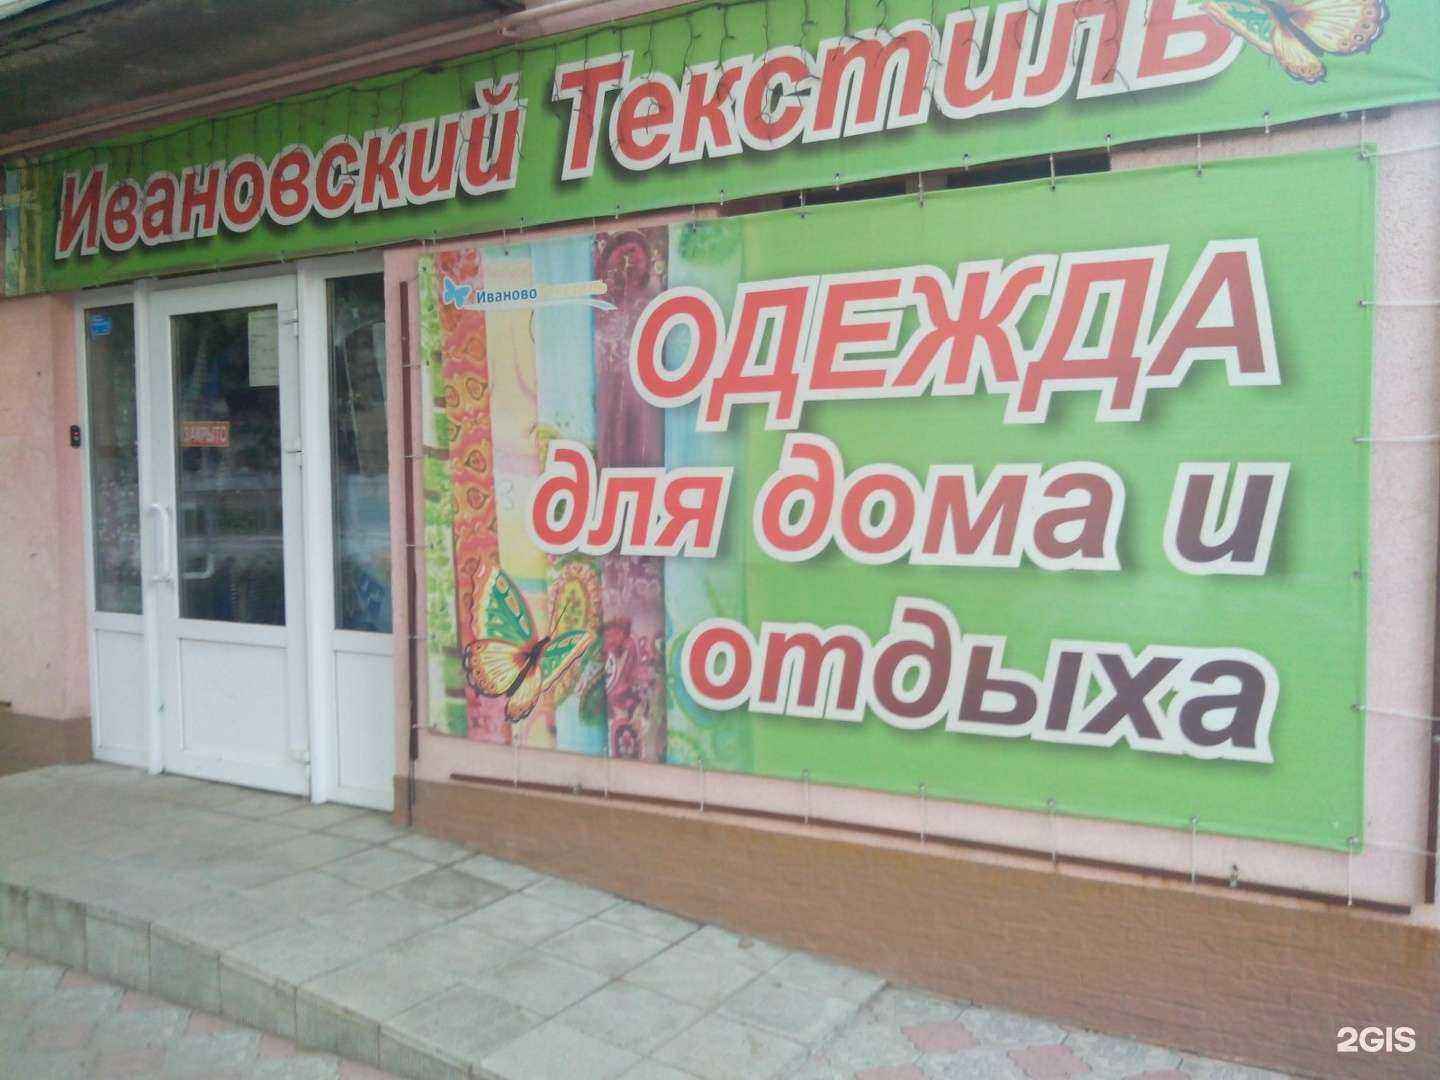 Ивановский Текстиль
Иваново
ОДЕЖДА
для дома и
отдыха
ЗАКРЫТО
2GIS